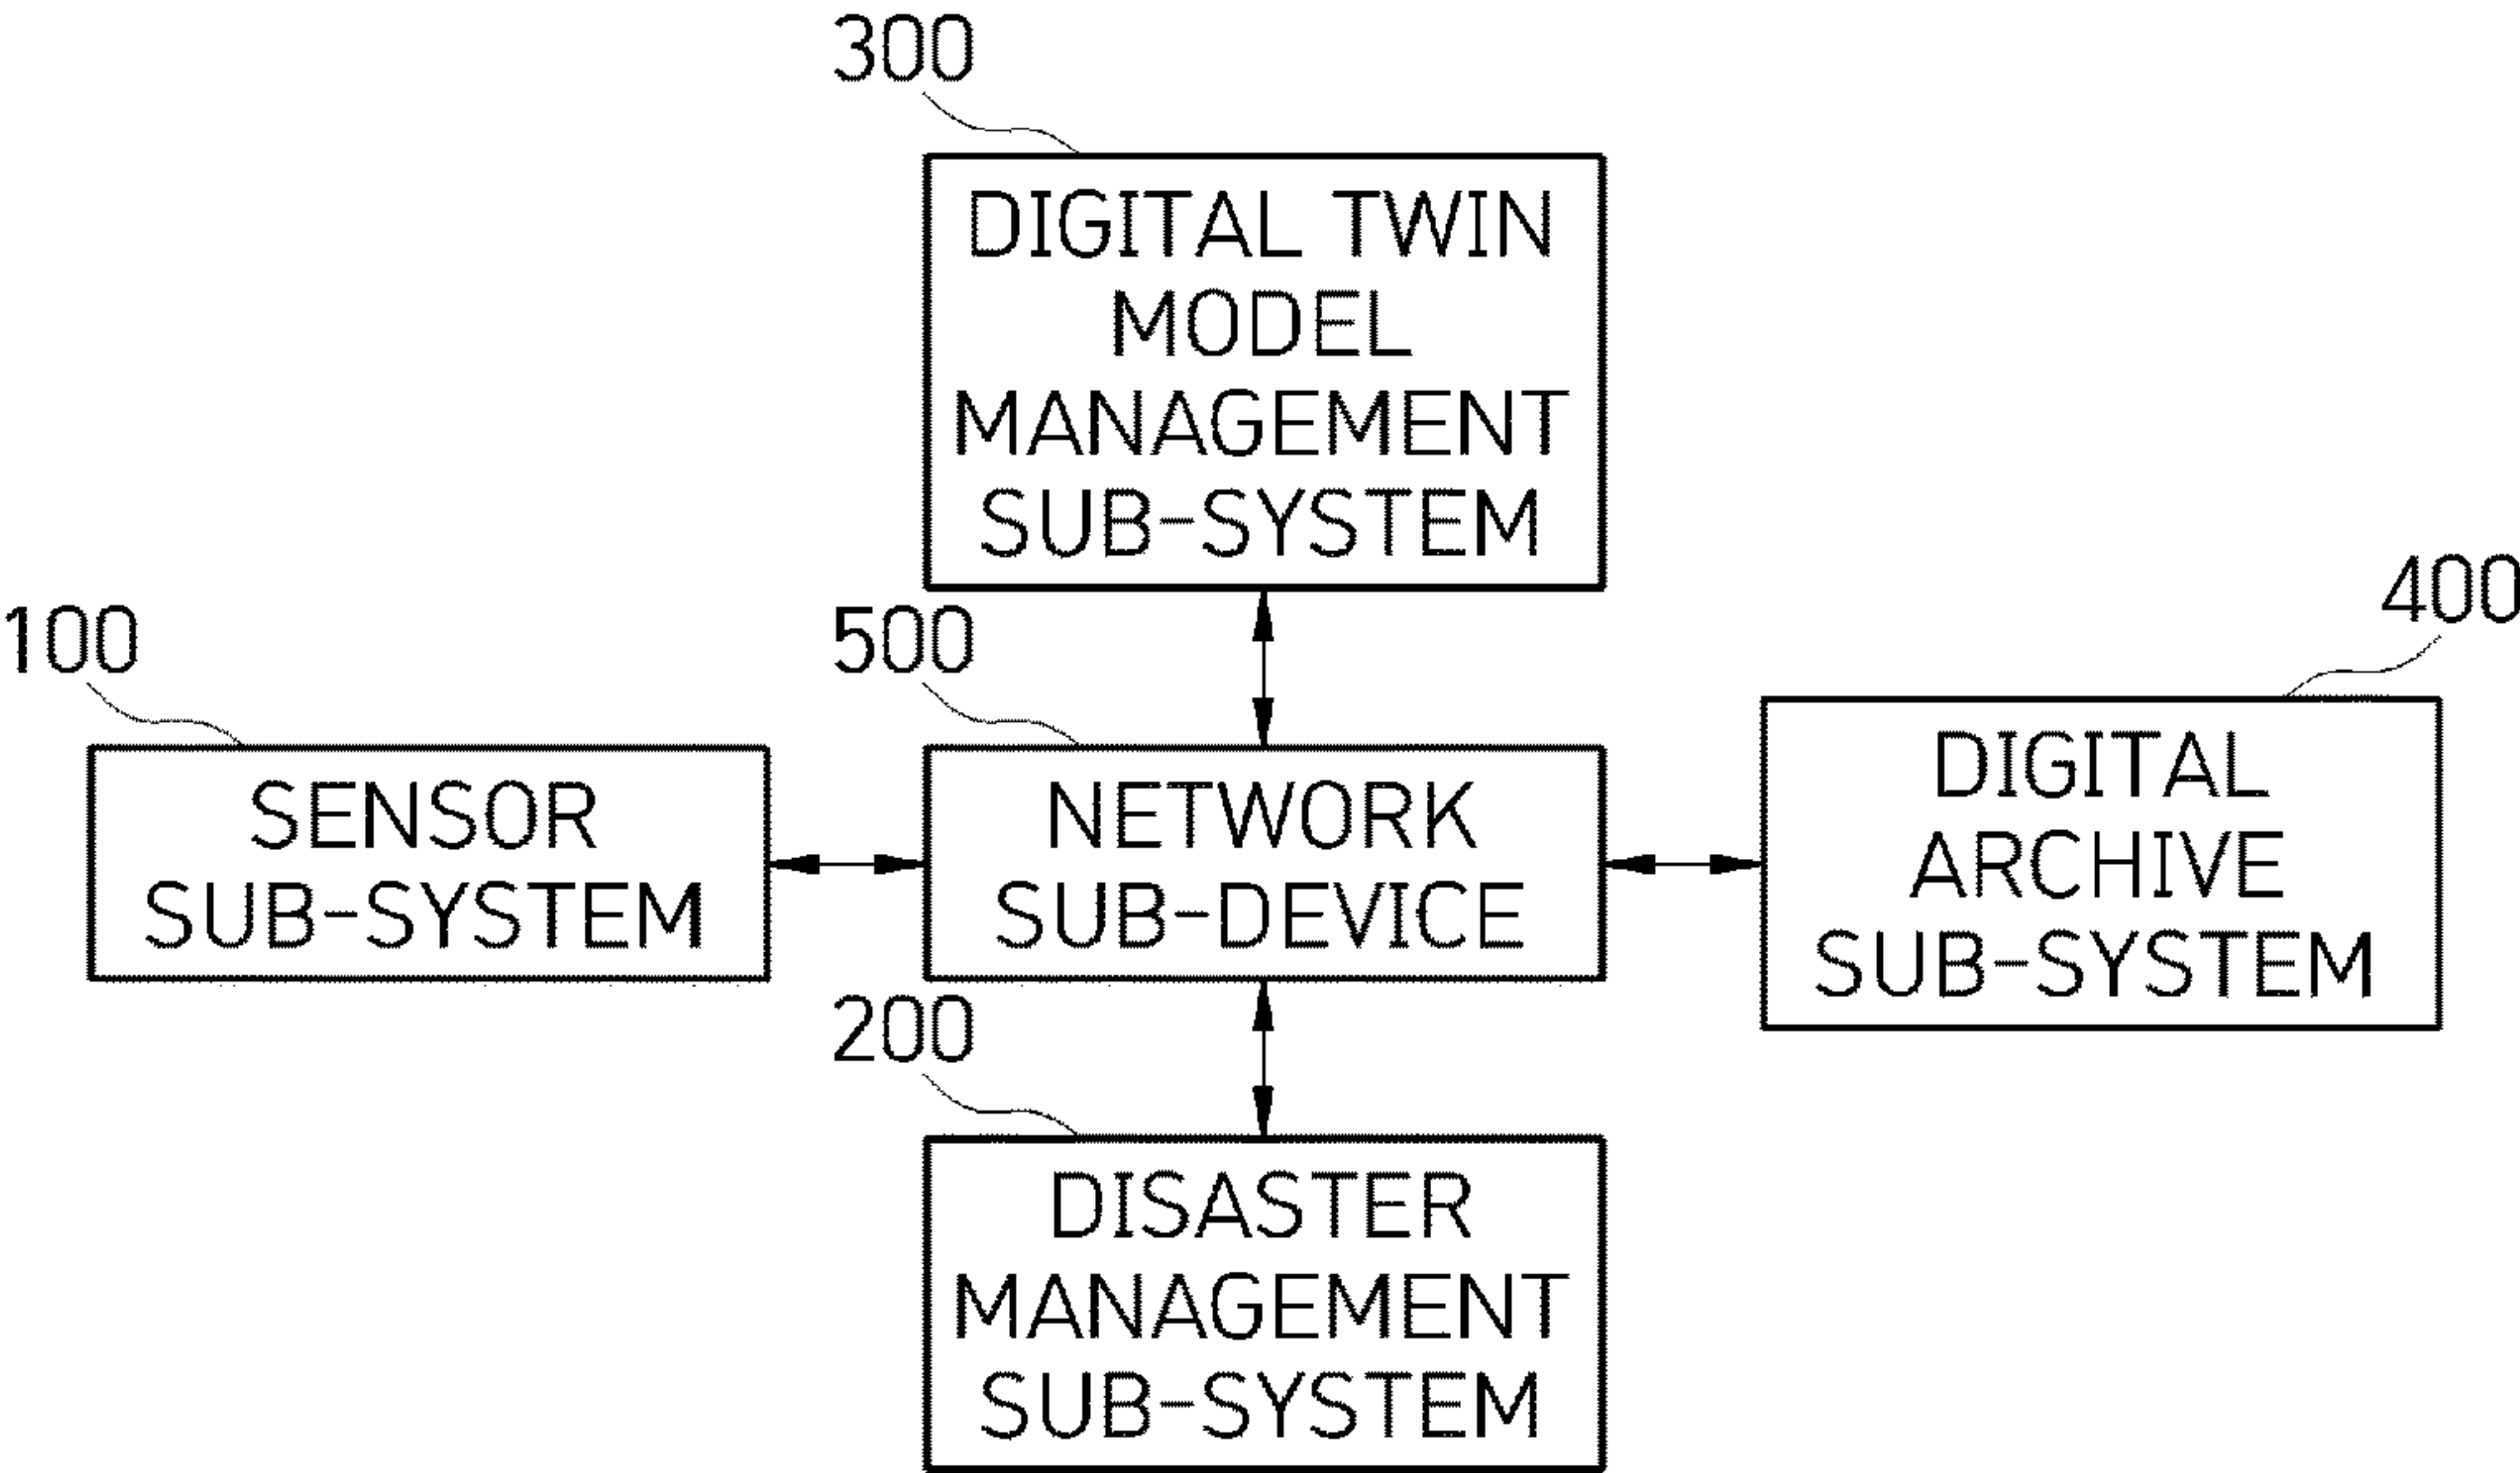 300
DIGITAL TWIN
MODEL
MANAGEMENT
SUB-SYSTEM
100
SENSOR
SUB-SYSTEM
500
NETWORK
SUB-DEVICE
400
DIGITAL
ARCHIVE
SUB-SYSTEM
200
DISASTER
MANAGEMENT
SUB-SYSTEM